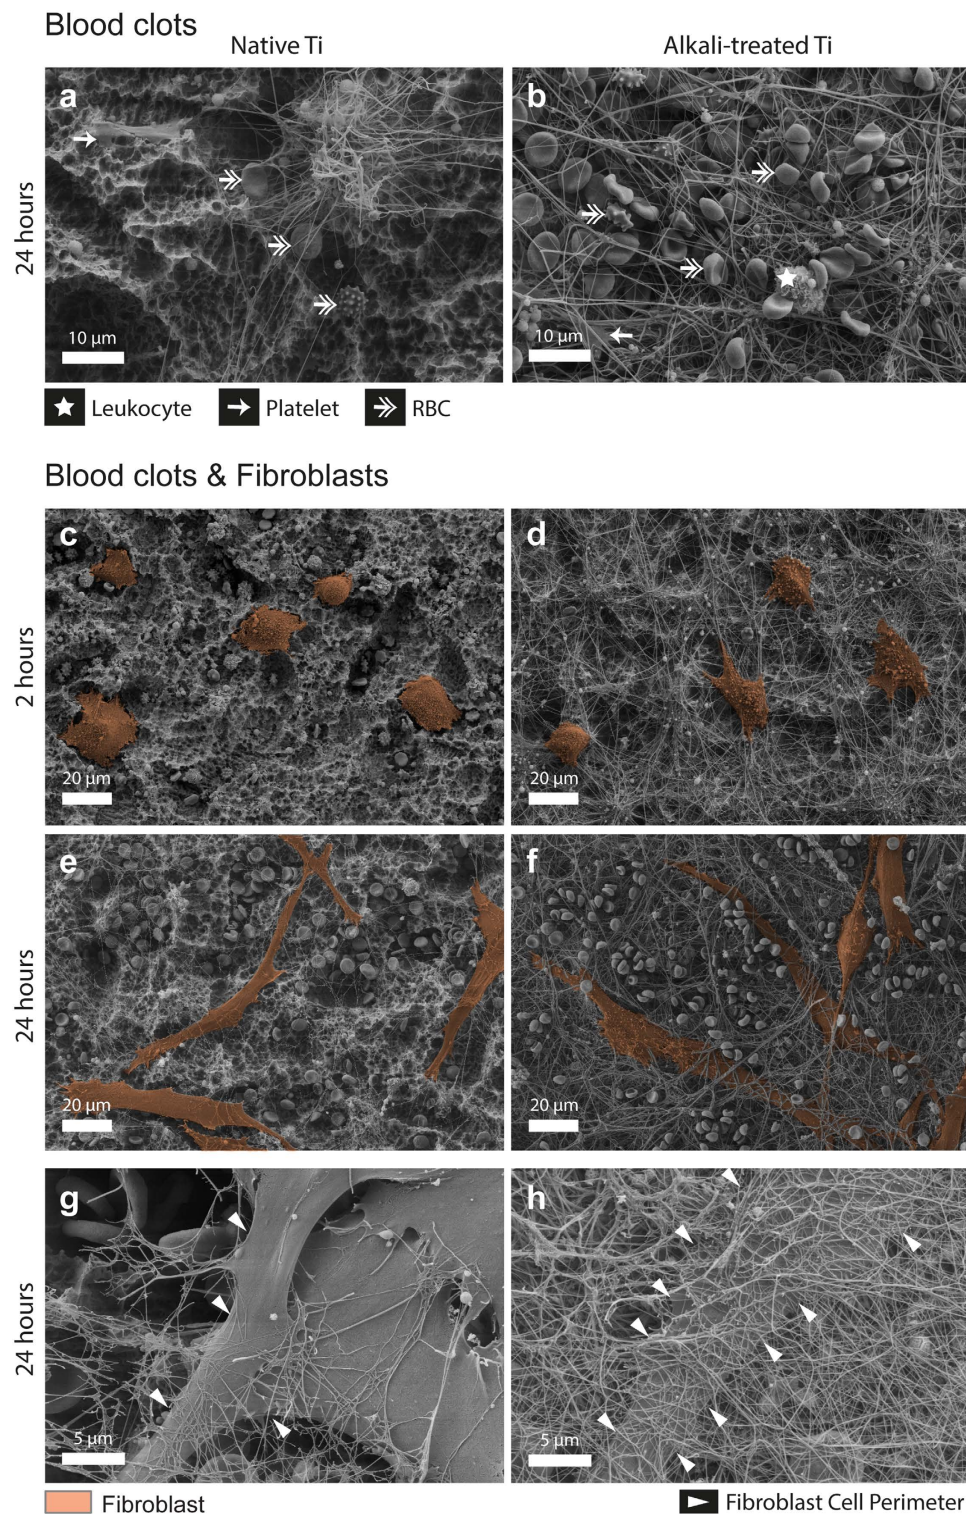 Blood clots
Native Ti
Alkali-treated Ti
24 hours
a
10 µm
b
10 µm
Leukocyte
Platelet
RBC
Blood clots & Fibroblasts
2 hours
c
20 µm
d
20 µm
24 hours
e
20 µm
f
20 µm
24 hours
g
5 µm
h
5 µm
Fibroblast
Fibroblast Cell Perimeter